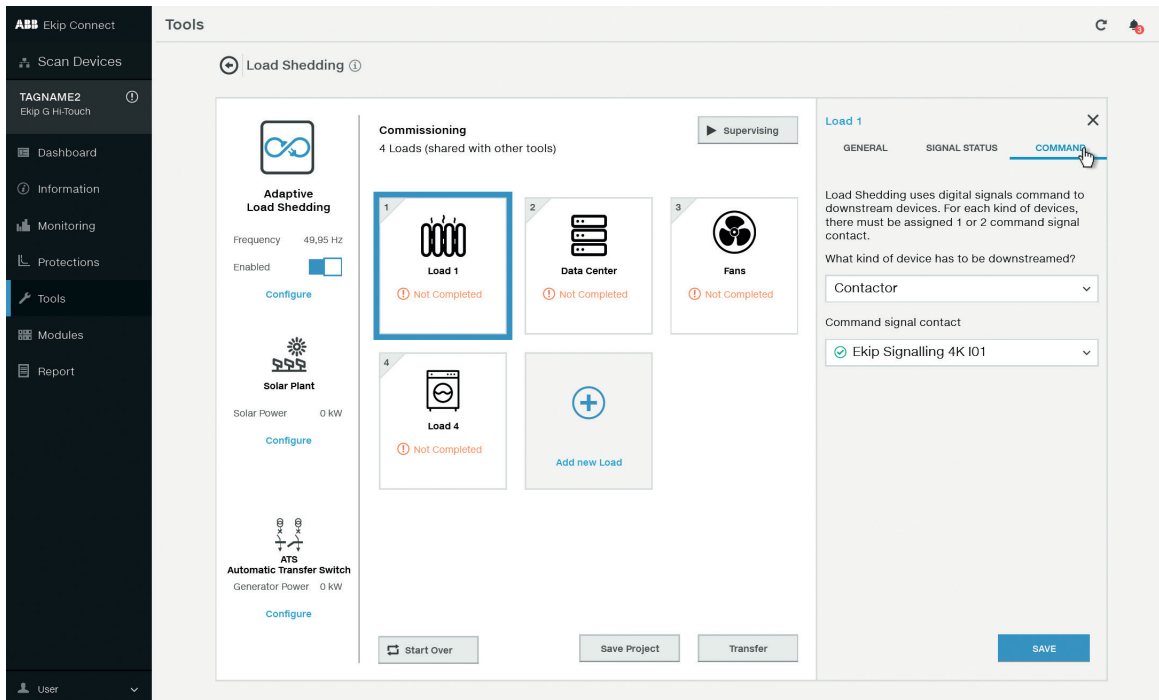 ABB Ekip Connect
Tools
3
Scan Devices
Load Shedding
TAGNAME2
Ekip G Hi-Touch
Dashboard
Information
Monitoring
Protections
Tools
Modules
Report
User
Adaptive
Load Shedding
Frequency 49,95 Hz
Enabled
Configure
Solar Plant
Solar Power 0 kW
Configure
ATS
Automatic Transfer Switch
Generator Power 0 kW
Configure
Commissioning
4 Loads (shared with other tools)
Supervising
1
Load 1
Not Completed
2
Data Center
Not Completed
3
Fans
Not Completed
4
Load 4
Not Completed
Add new Load
Start Over
Save Project
Transfer
Load 1
GENERAL SIGNAL STATUS COMMAND
Load Shedding uses digital signals command to
downstream devices. For each kind of devices,
there must be assigned 1 or 2 command signal
contact.
What kind of device has to be downstreamed?
Contactor
Command signal contact
Ekip Signalling 4K I01
SAVE